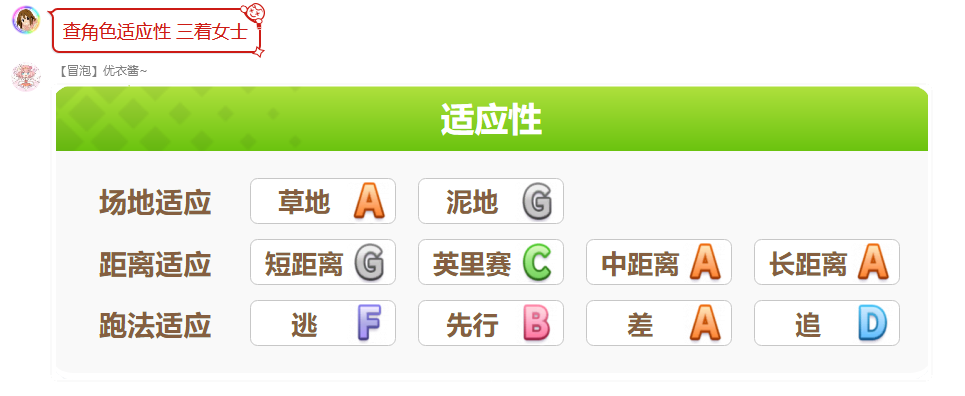 查角色适应性 三着女士
【冒泡】优衣酱~
适应性
场地适应 草地 A 泥地 G
距离适应 短距离 G 英里赛 C 中距离 A 长距离 A
跑法适应 逃 F 先行 B 差 A 追 D